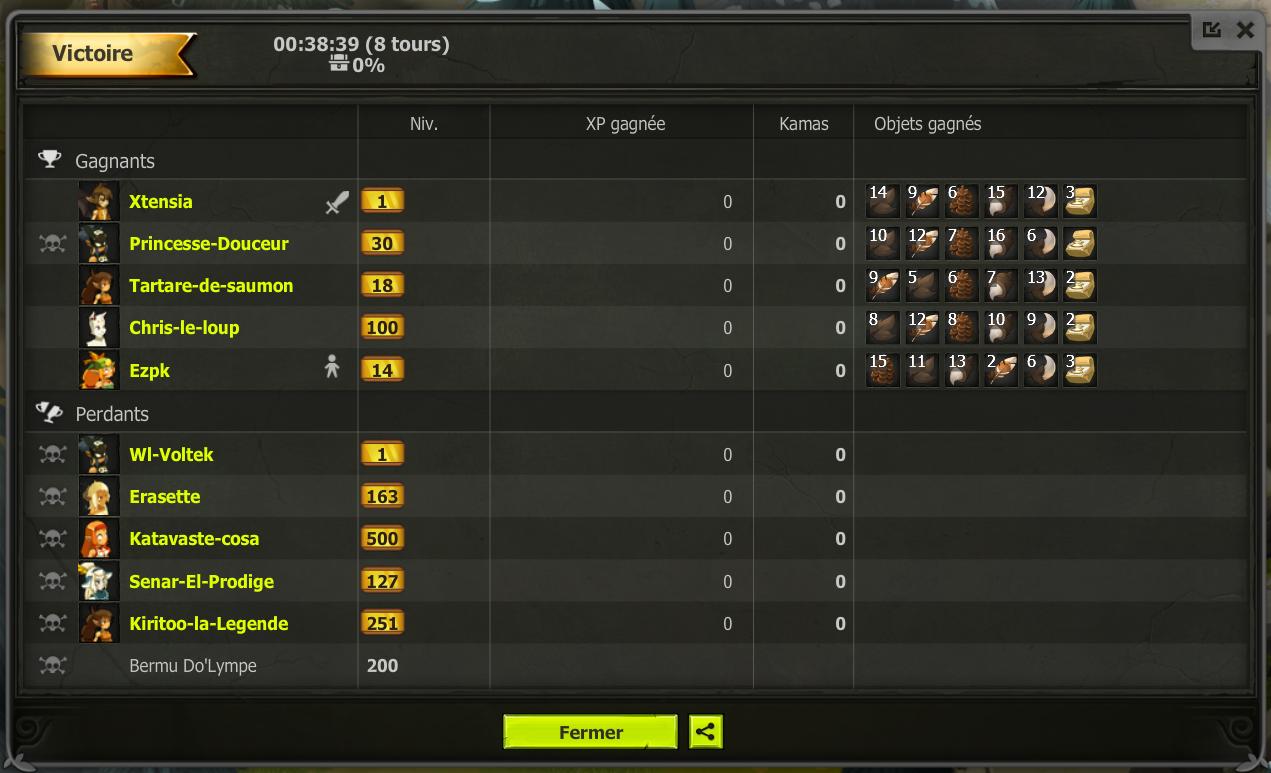 Victoire
00:38:39 (8 tours)
0%
Niv. XP gagnée Kamas Objets gagnés
Gagnants
Xtensia 1 0 0 14 9 6 15 12 3
Princesse-Douceur 30 0 0 10 12 7 16 6
Tartare-de-saumon 18 0 0 9 5 6 7 13 2
Chris-le-loup 100 0 0 8 12 8 10 9 2
Ezpk 14 0 0 15 11 13 2 6 3
Perdants
Wl-Voltek 1 0 0
Erasette 163 0 0
Katavaste-cosa 500 0 0
Senar-El-Prodige 127 0 0
Kiritoo-la-Legende 251 0 0
Bermu Do'Lympe 200
Fermer